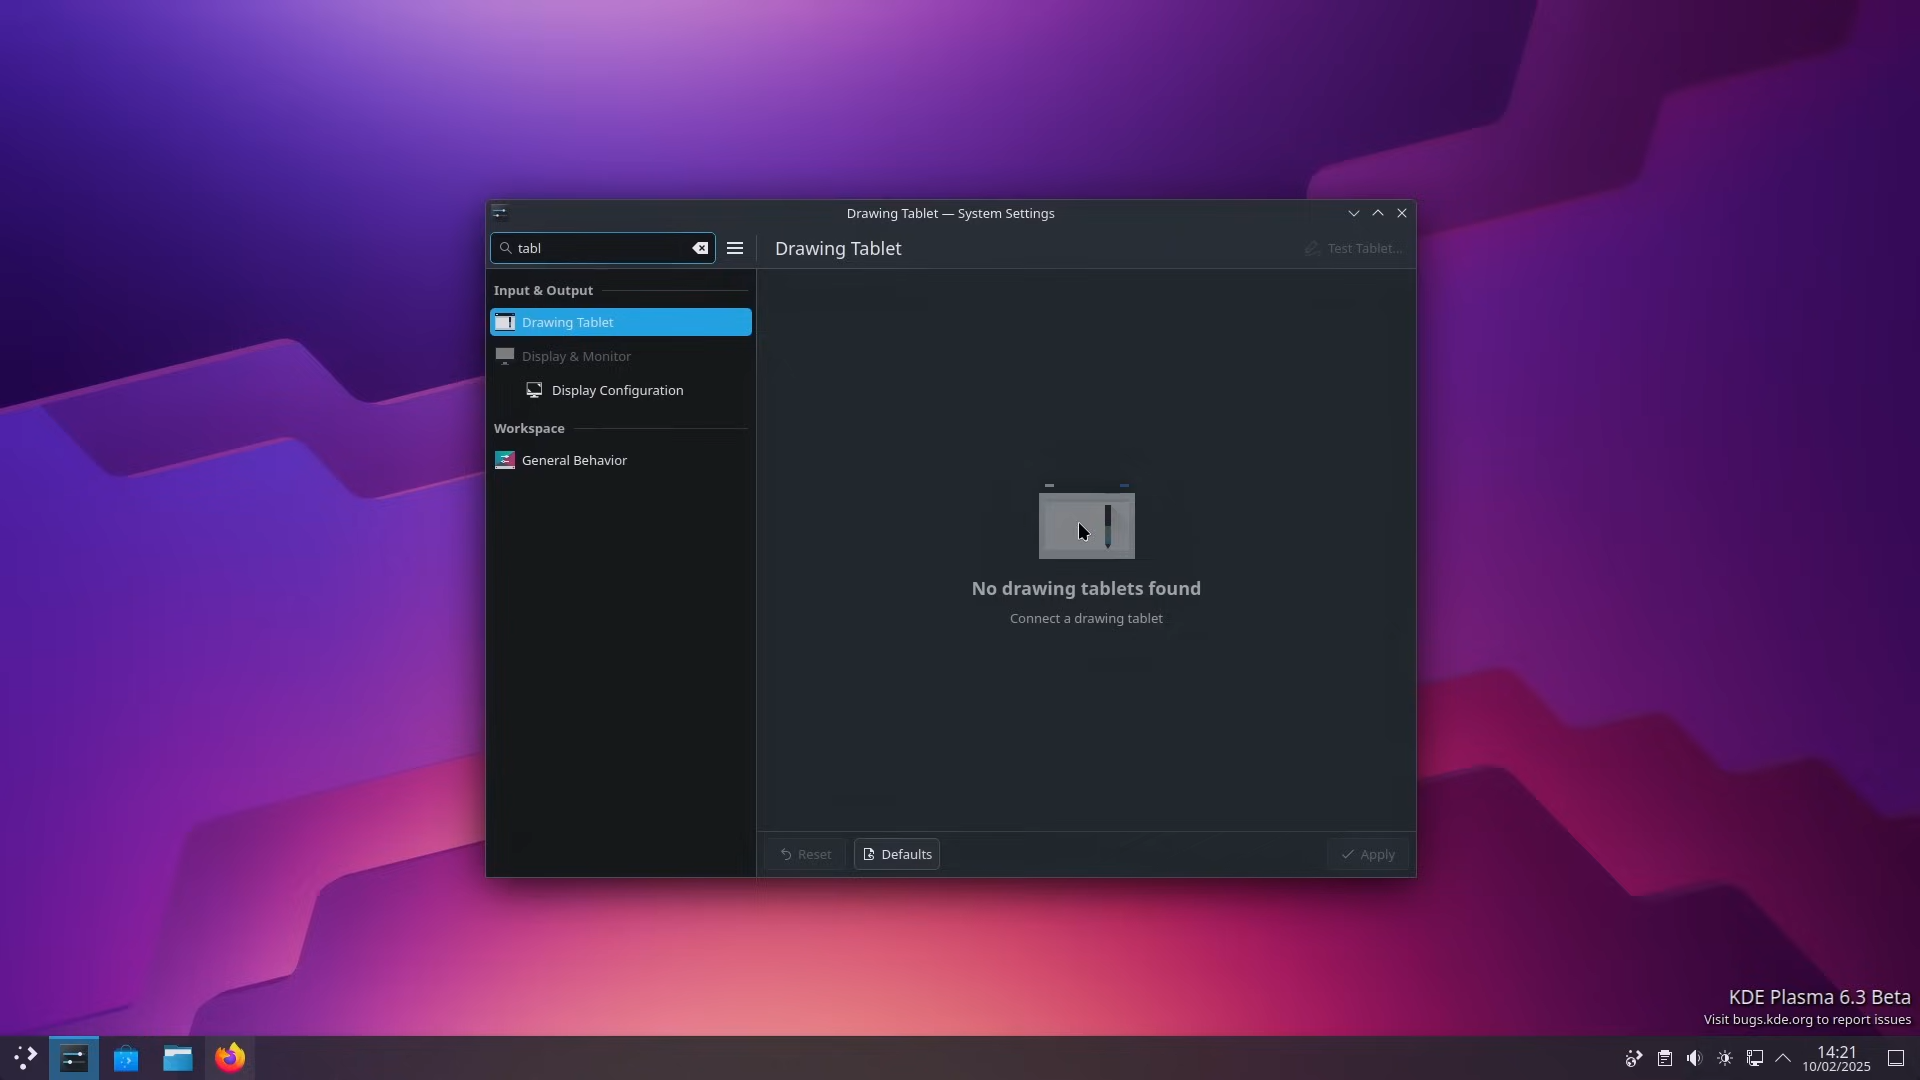 Drawing Tablet — System Settings
tabl
Drawing Tablet
Test Tablet...
Input & Output
Drawing Tablet
Display & Monitor
Display Configuration
Workspace
General Behavior
No drawing tablets found
Connect a drawing tablet
Reset
Defaults
Apply
KDE Plasma 6.3 Beta
Visit bugs.kde.org to report issues
14:21
10/02/2025